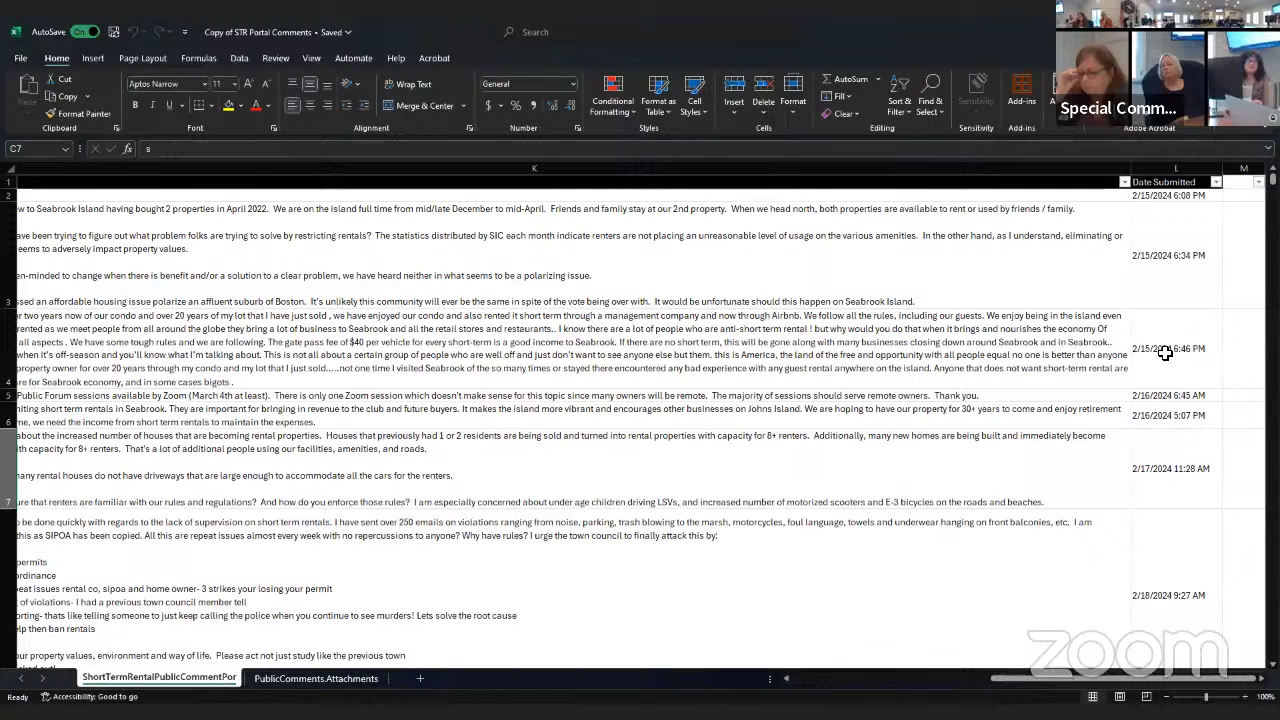 AutoSave On Copy of STR Portal Comments • Saved Search
File Home Insert Page Layout Formulas Data Review View Automate Help Acrobat
Cut Aptos Narrow 11 Wrap Text General AutoSum
Copy Fill
Paste Format Painter Merge & Center Conditional Formatting Format as Table Cell Styles Insert Delete Format Clear Sort & Filter Find & Select Sensitivity Add-ins
Special Comm...
Clipboard Font Alignment Number Styles Cells Editing Sensitivity Add-ins Adobe Acrobat
C7 fx s
K L M
1 Date Submitted
2 2/15/2024 6:08 PM
to Seabrook Island having bought 2 properties in April 2022. We are on the island full time from mid/late December to mid-April. Friends and family stay at our 2nd property. When we head north, both properties are available to rent or used by friends / family.
been trying to figure out what problem folks are trying to solve by restricting rentals? The statistics distributed by SIC each month indicate renters are not placing an unreasonable level of usage on the various amenities. In the other hand, as I understand, eliminating or
seems to adversely impact property values.
2/15/2024 6:34 PM
en-minded to change when there is benefit and/or a solution to a clear problem, we have heard neither in what seems to be a polarizing issue.
3 ssed an affordable housing issue polarize an affluent suburb of Boston. It's unlikely this community will ever be the same in spite of the vote being over with. It would be unfortunate should this happen on Seabrook Island.
r two years now of our condo and over 20 years of my lot that I have just sold , we have enjoyed our condo and also rented it short term through a management company and now through Airbnb. We follow all the rules, including our guests. We enjoy being in the island even
rented as we meet people from all around the globe they bring a lot of business to Seabrook and all the retail stores and restaurants.. I know there are a lot of people who are anti-short term rental ! but why would you do that when it brings and nourishes the economy Of
all aspects . We have some tough rules and we are following. The gate pass fee of $40 per vehicle for every short-term is a good income to Seabrook. If there are no short term, this will be gone along with many businesses closing down around Seabrook and in Seabrook..
2/15/20 6:46 PM
when it's off-season and you'll know what I'm talking about. This is not all about a certain group of people who are well off and just don't want to see anyone else but them. this is America, the land of the free and opportunity with all people equal no one is better than anyone
property owner for over 20 years through my condo and my lot that I just sold.....not one time I visited Seabrook of the so many times or stayed there encountered any bad experience with any guest rental anywhere on the island. Anyone that does not want short-term rental are
4 re for Seabrook economy, and in some cases bigots .
5 Public Forum sessions available by Zoom (March 4th at least). There is only one Zoom session which doesn't make sense for this topic since many owners will be remote. The majority of sessions should serve remote owners. Thank you. 2/16/2024 6:45 AM
miting short term rentals in Seabrook. They are important for bringing in revenue to the club and future buyers. It makes the island more vibrant and encourages other businesses on Johns Island. We are hoping to have our property for 30+ years to come and enjoy retirement
2/16/2024 5:07 PM
6 ne, we need the income from short term rentals to maintain the expenses.
about the increased number of houses that are becoming rental properties. Houses that previously had 1 or 2 residents are being sold and turned into rental properties with capacity for 8+ renters. Additionally, many new homes are being built and immediately become
th capacity for 8+ renters. That's a lot of additional people using our facilities, amenities, and roads.
2/17/2024 11:28 AM
many rental houses do not have driveways that are large enough to accommodate all the cars for the renters.
7 ure that renters are familiar with our rules and regulations? And how do you enforce those rules? I am especially concerned about under age children driving LSVs, and increased number of motorized scooters and E-3 bicycles on the roads and beaches.
o be done quickly with regards to the lack of supervision on short term rentals. I have sent over 250 emails on violations ranging from noise, parking, trash blowing to the marsh, motorcycles, foul language, towels and underwear hanging on front balconies, etc. I am
this as SIPOA has been copied. All this are repeat issues almost every week with no repercussions to anyone? Why have rules? I urge the town council to finally attack this by:
permits
ordinance
eat issues rental co, sipoa and home owner- 3 strikes your losing your permit
2/18/2024 9:27 AM
of violations- I had a previous town council member tell
orting- thats like telling someone to just keep calling the police when you continue to see murders! Lets solve the root cause
elp then ban rentals
our property values, environment and way of life. Please act not just study like the previous town
zoom
ShortTermRentalPublicCommentPor PublicComments.Attachments
Ready Accessibility: Good to go 100%